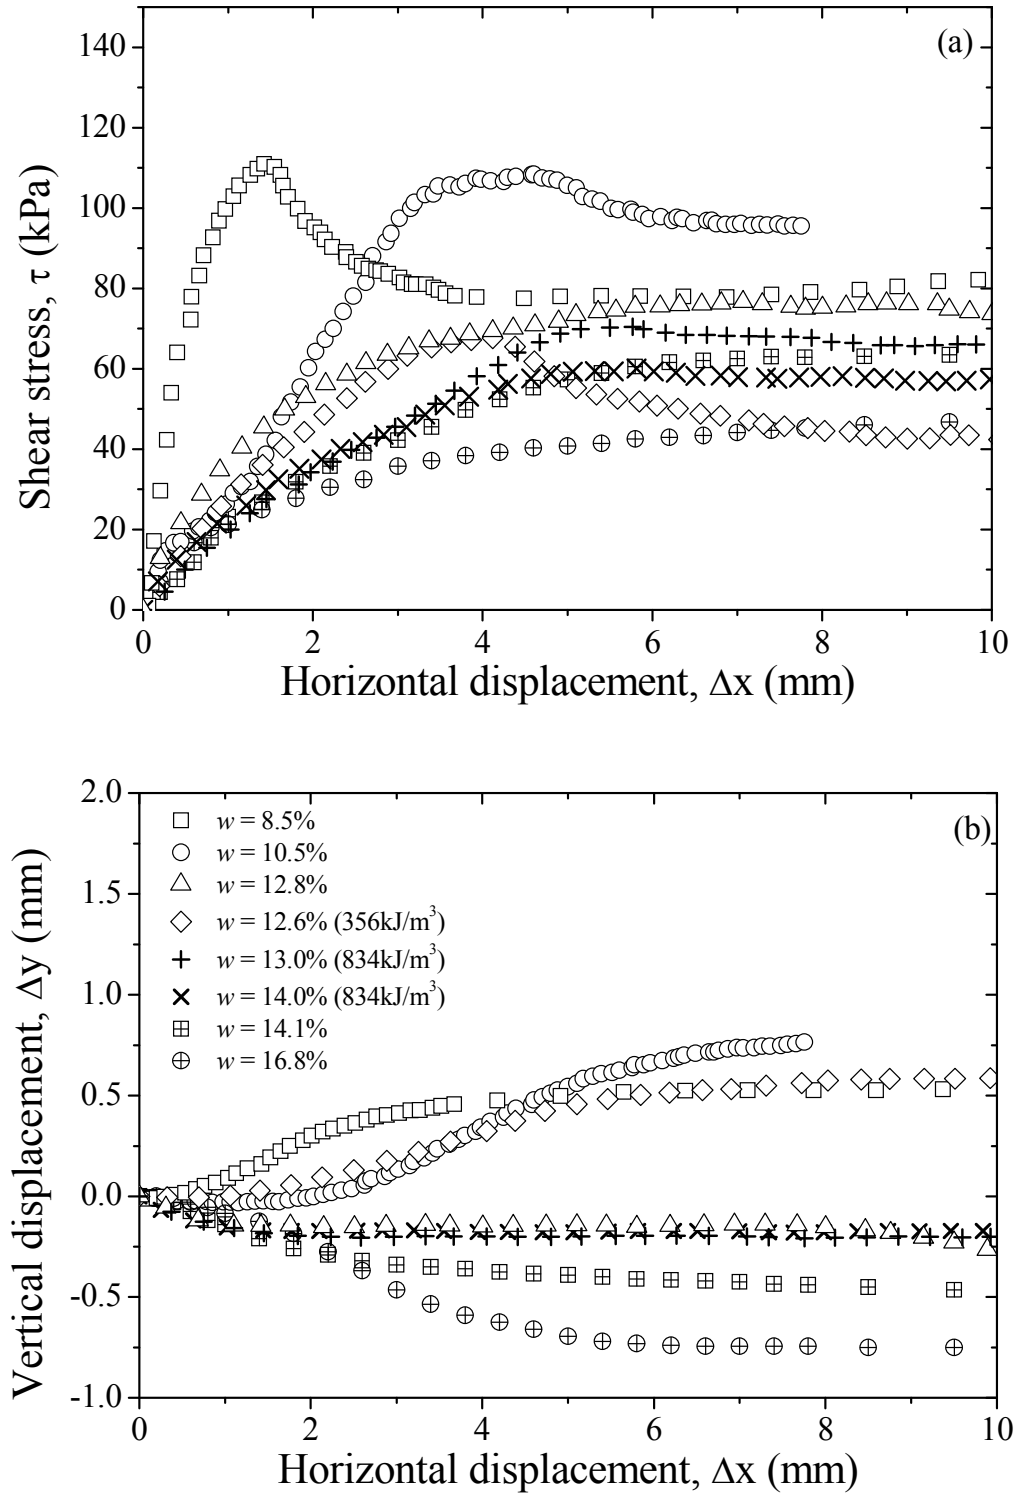 (a)
140
120
100
80
60
40
20
0
Shear stress, τ (kPa)
0 2 4 6 8 10
Horizontal displacement, Δx (mm)
(b)
2.0
1.5
1.0
0.5
0.0
-0.5
-1.0
Vertical displacement, Δy (mm)
w = 8.5%
w = 10.5%
w = 12.8%
w = 12.6% (356kJ/m³)
w = 13.0% (834kJ/m³)
w = 14.0% (834kJ/m³)
w = 14.1%
w = 16.8%
0 2 4 6 8 10
Horizontal displacement, Δx (mm)